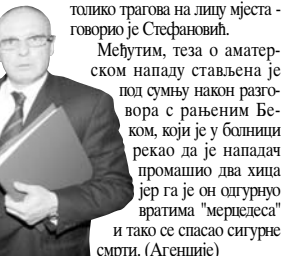 толико трагова на лицу мјеста -
говорио је Стефановић.
Међутим, теза о аматер-
ском нападу стављена је
под сумњу након разго-
вора с рањеним Бе-
ком, који је у болници
рекао да је нападач
промашио два хица
јер га је он одгурнуо
вратима "мерцедеса"
и тако се спасао сигурне
смрти. (Агенције)